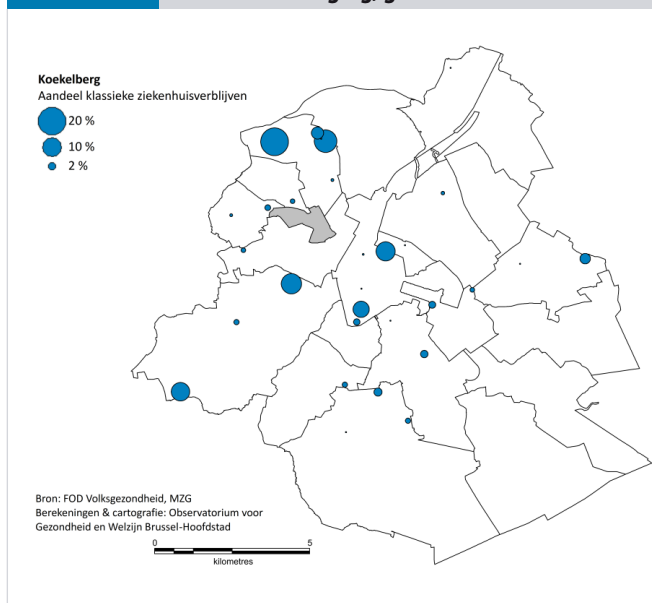 Koekelberg
Aandeel klassieke ziekenhuisverblijven
20 %
10 %
2 %
Bron: FOD Volksgezondheid, MZG
Berekeningen & cartografie: Observatorium voor
Gezondheid en Welzijn Brussel-Hoofdstad
0 5
kilometres